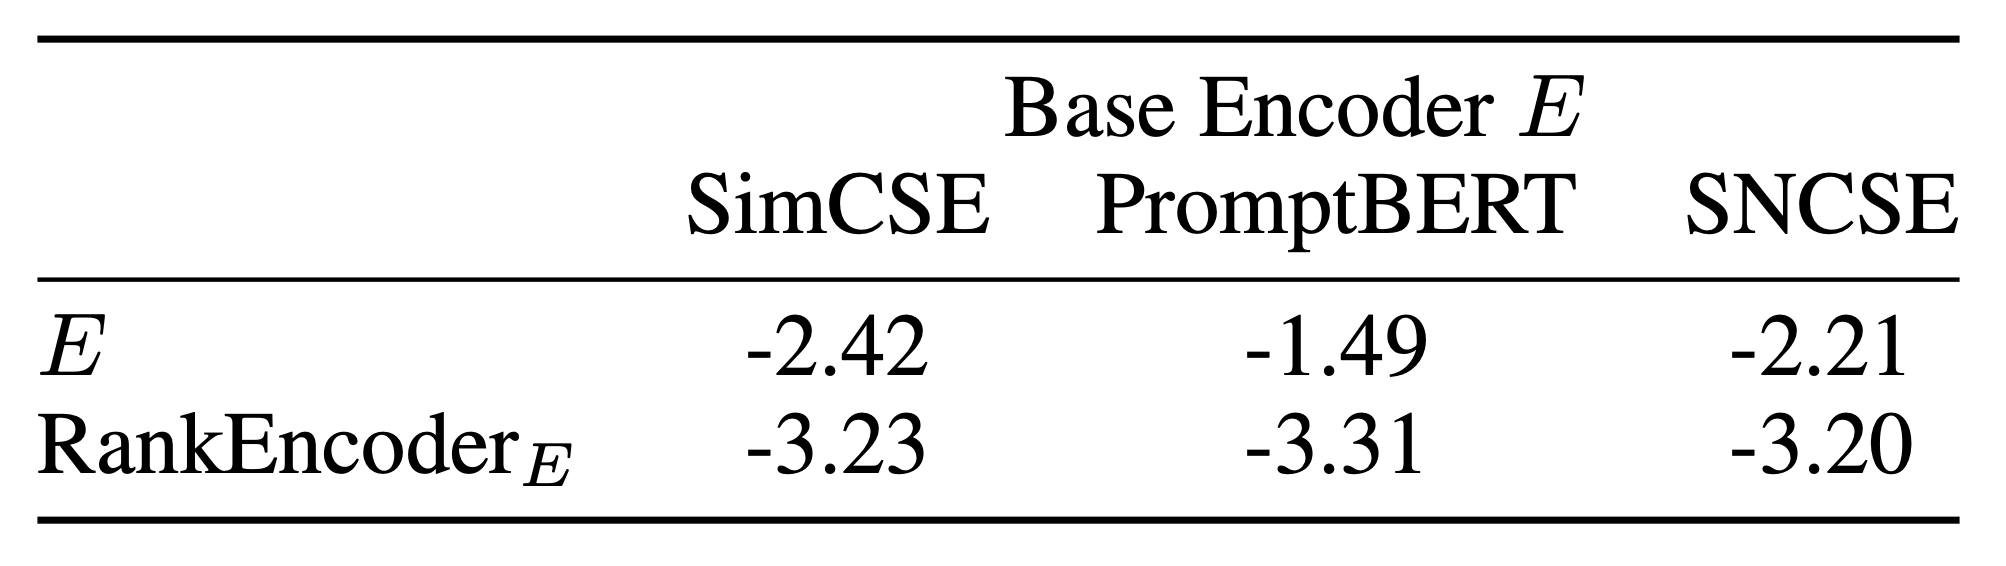 Base Encoder E
SimCSE PromptBERT SNCSE
E -2.42 -1.49 -2.21
RankEncoder_E -3.23 -3.31 -3.20